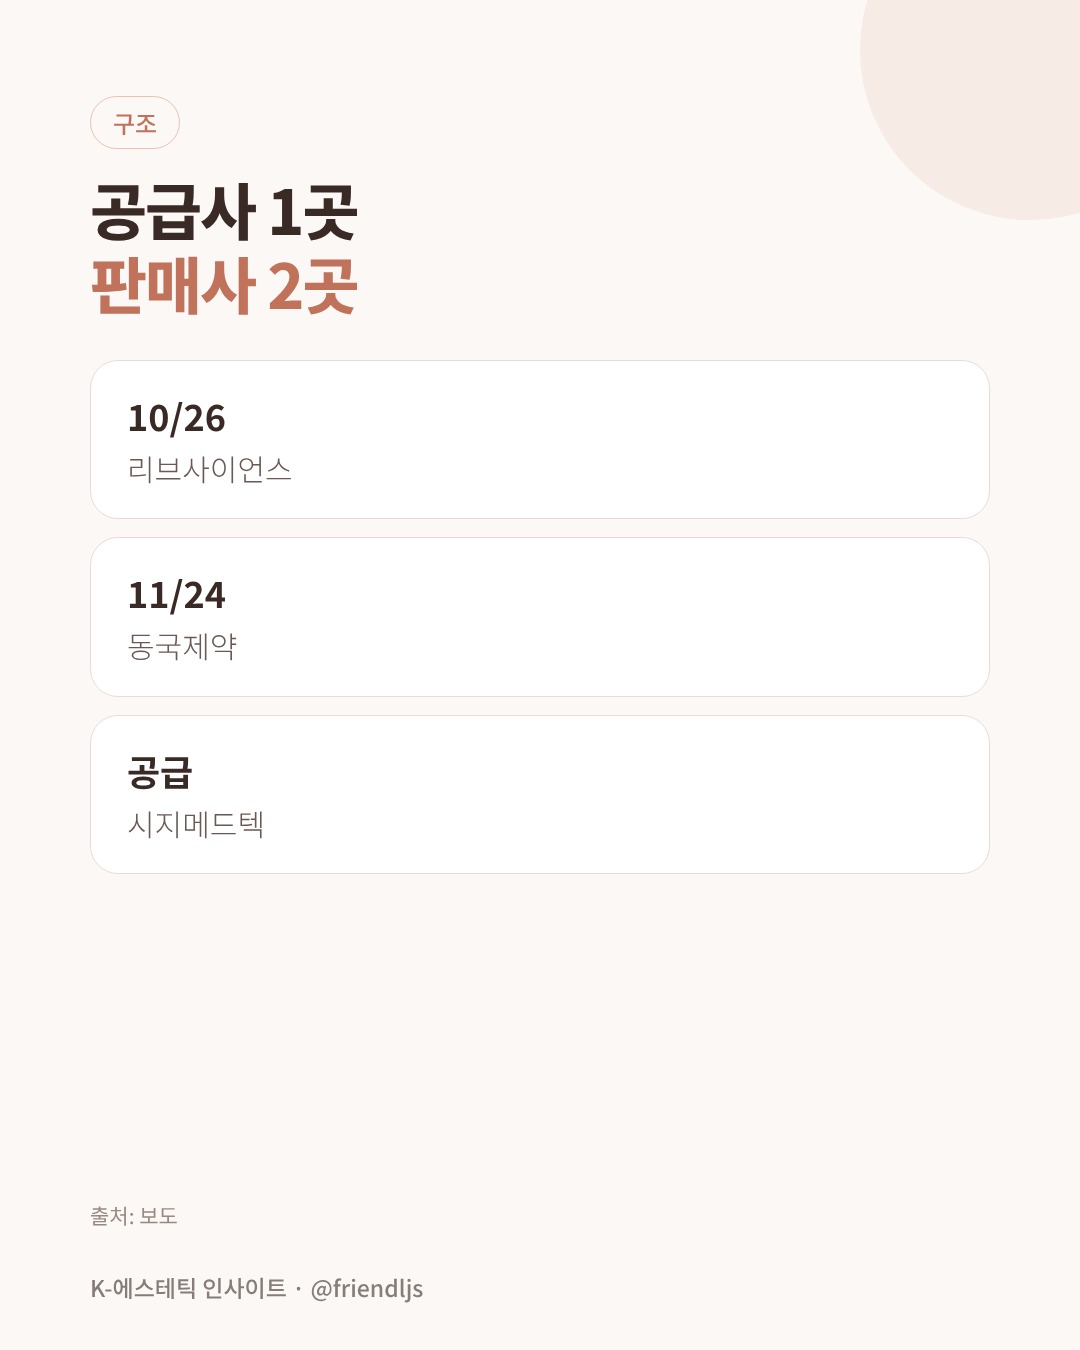 구조
공급사 1곳
판매사 2곳
10/26
리브사이언스
11/24
동국제약
공급
시지메드텍
출처: 보도
K-에스테틱 인사이트 · @friendljs